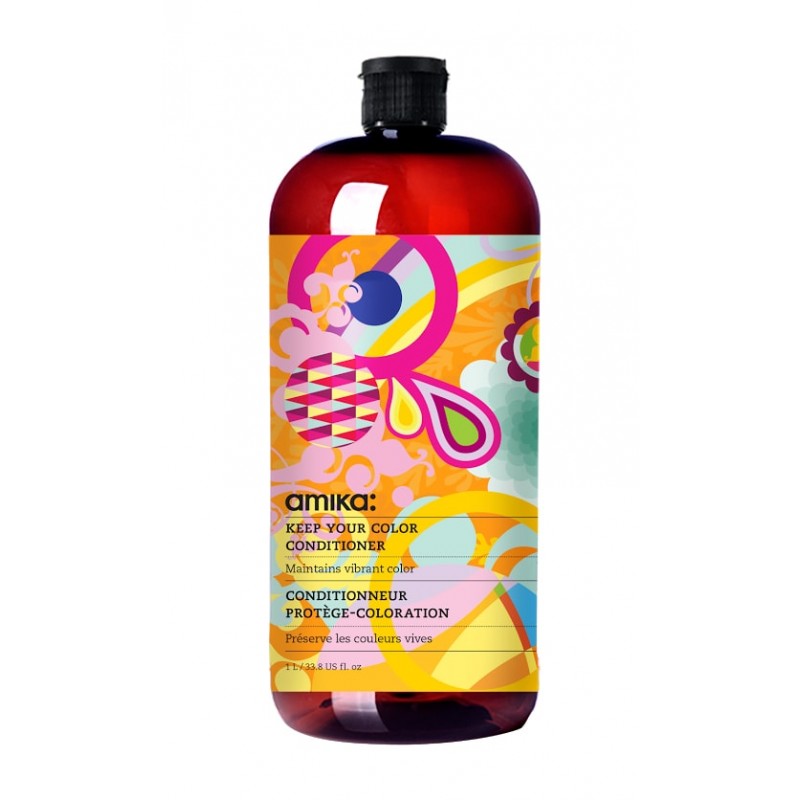 amika:
KEEP YOUR COLOR
CONDITIONER
Maintains vibrant color
CONDITIONNEUR
PROTÈGE-COLORATION
Préserve les couleurs vives
1 L / 33.8 US fl. oz